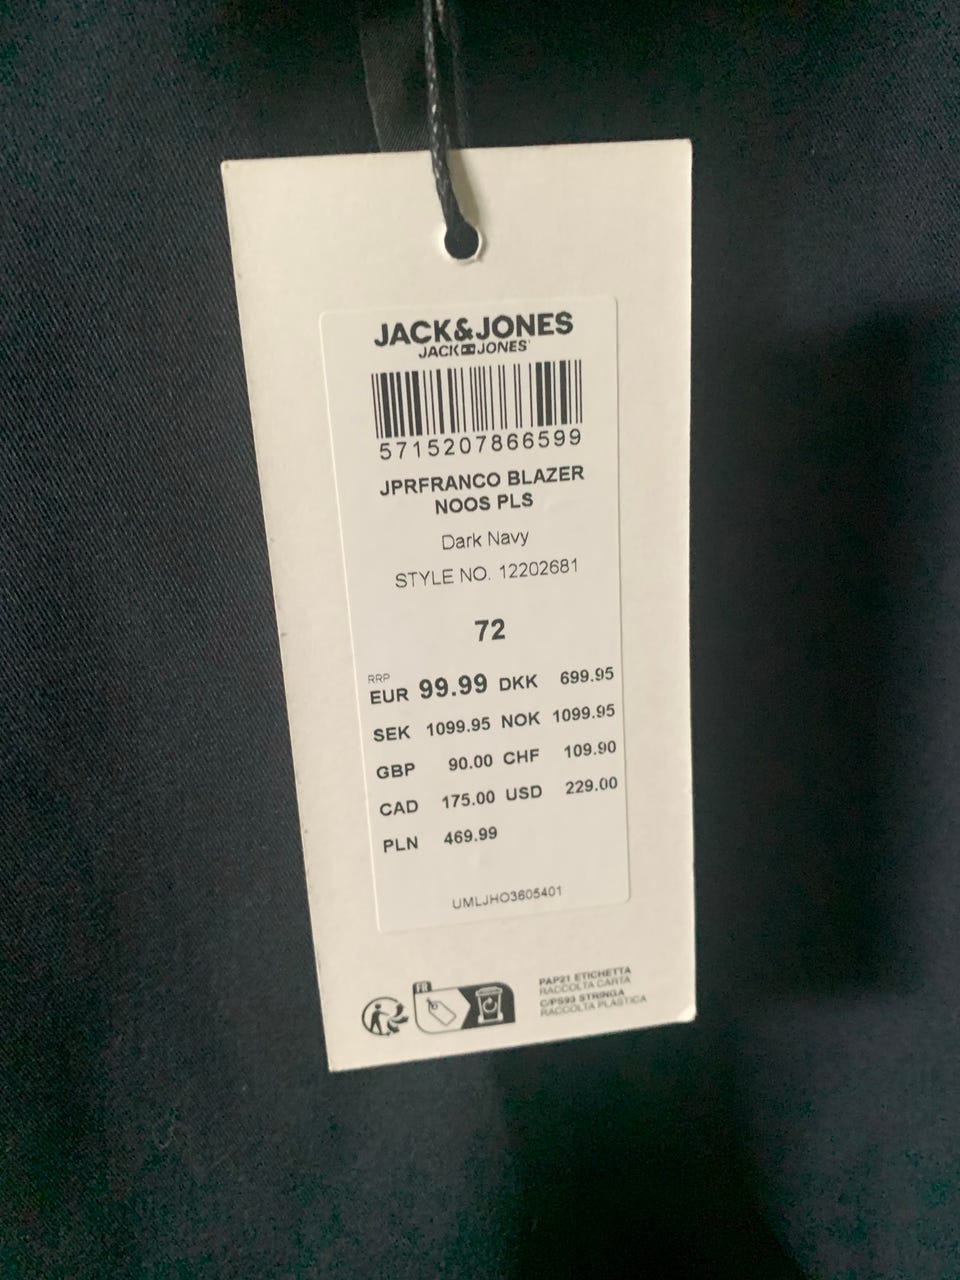 JACK&JONES
JACK JONES
5715207866599
JPRFRANCO BLAZER
NOOS PLS
Dark Navy
STYLE NO. 12202681
72
RRP
EUR 99.99 DKK 699.95
SEK 1099.95 NOK 1099.95
GBP 90.00 CHF 109.90
CAD 175.00 USD 229.00
PLN 469.99
UMLJHO3605401
FR
PAP21 ETICHETTA
RACCOLTA CARTA
C/PS93 STRINGA
RACCOLTA PLASTICA